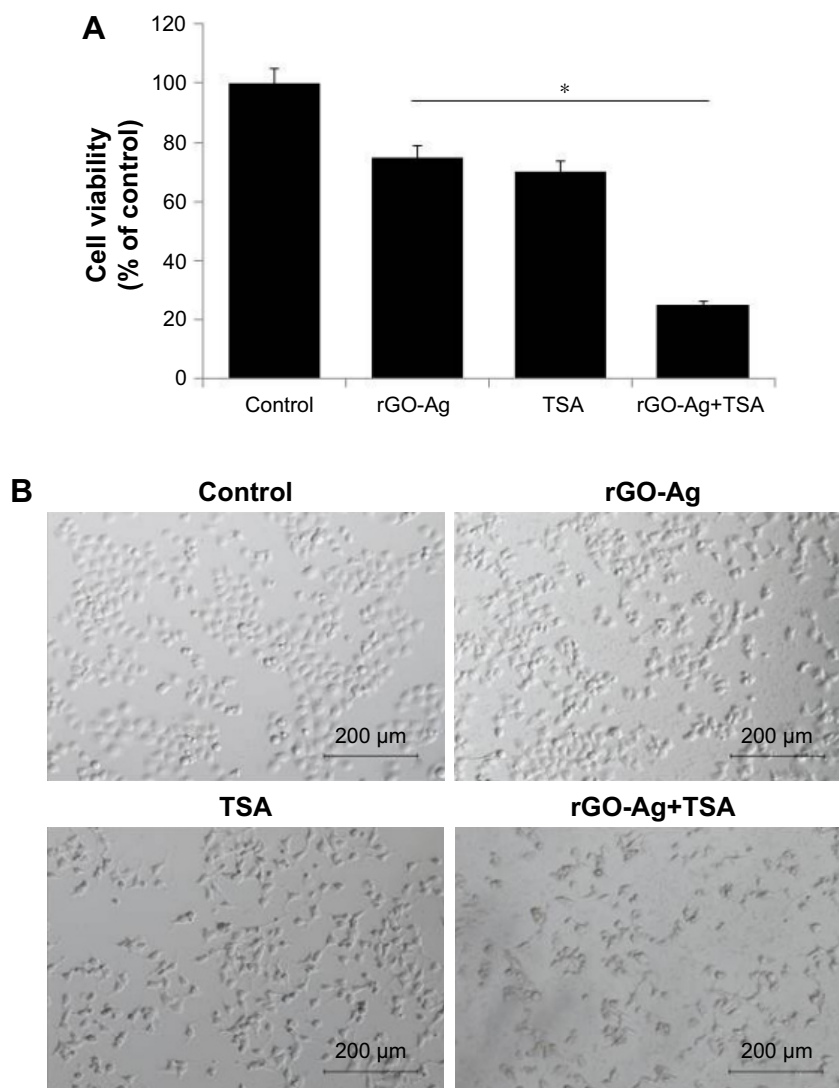 A
Cell viability
(% of control)
120
100
80
60
40
20
0
*
Control rGO-Ag TSA rGO-Ag+TSA
B
Control rGO-Ag
200 µm 200 µm
TSA rGO-Ag+TSA
200 µm 200 µm